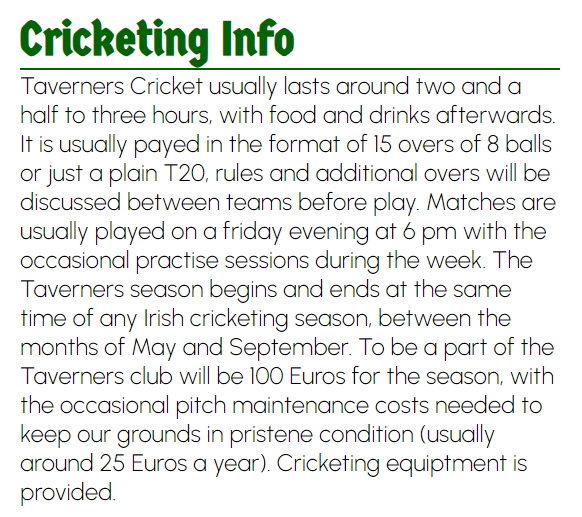 Cricketing Info
Taverners Cricket usually lasts around two and a
half to three hours, with food and drinks afterwards.
It is usually payed in the format of 15 overs of 8 balls
or just a plain T20, rules and additional overs will be
discussed between teams before play. Matches are
usually played on a friday evening at 6 pm with the
occasional practise sessions during the week. The
Taverners season begins and ends at the same
time of any Irish cricketing season, between the
months of May and September. To be a part of the
Taverners club will be 100 Euros for the season, with
the occasional pitch maintenance costs needed to
keep our grounds in pristene condition (usually
around 25 Euros a year). Cricketing equiptment is
provided.